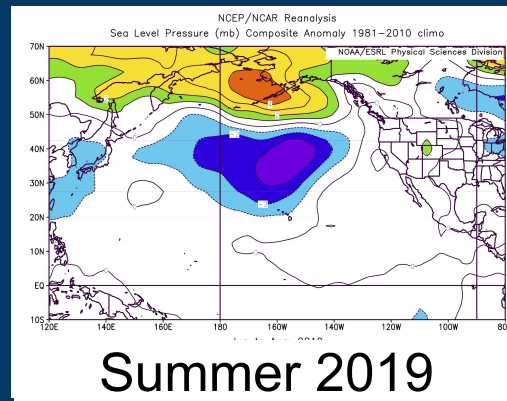 NCEP/NCAR Reanalysis
Sea Level Pressure (mb) Composite Anomaly 1981-2010 climo
NOAA/ESRL Physical Sciences Division
70N
60N
50N
40N
30N
20N
10N
EQ
10S
120E 140E 160E 180 160W 140W 120W 100W 80
Summer 2019